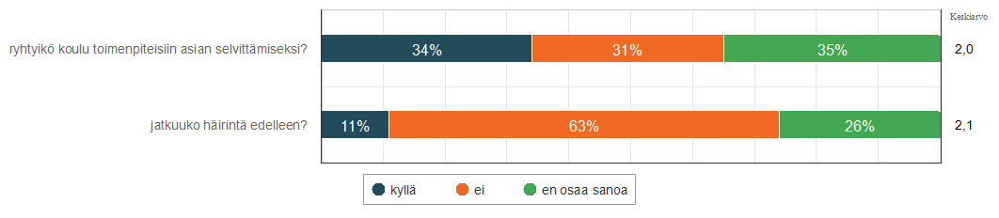 Keskiarvo
ryhtyikö koulu toimenpiteisiin asian selvittämiseksi? 34% 31% 35% 2,0
jatkuuko häirintä edelleen? 11% 63% 26% 2,1
kyllä ei en osaa sanoa